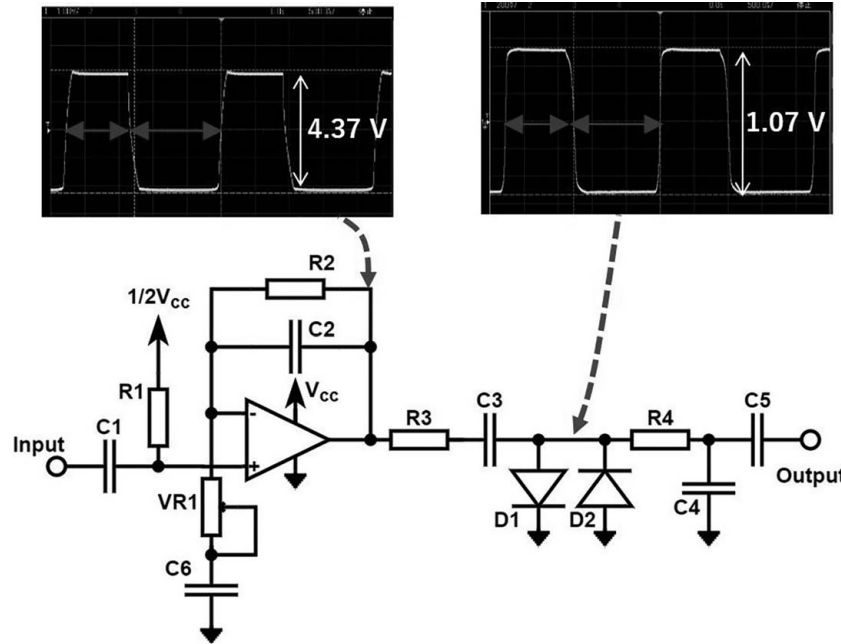 4.37 V
1.07 V
R2
1/2VCC
C2
R1
VCC
C1
R3
C3
R4
C5
Input
-
+
Output
VR1
D1
D2
C4
C6